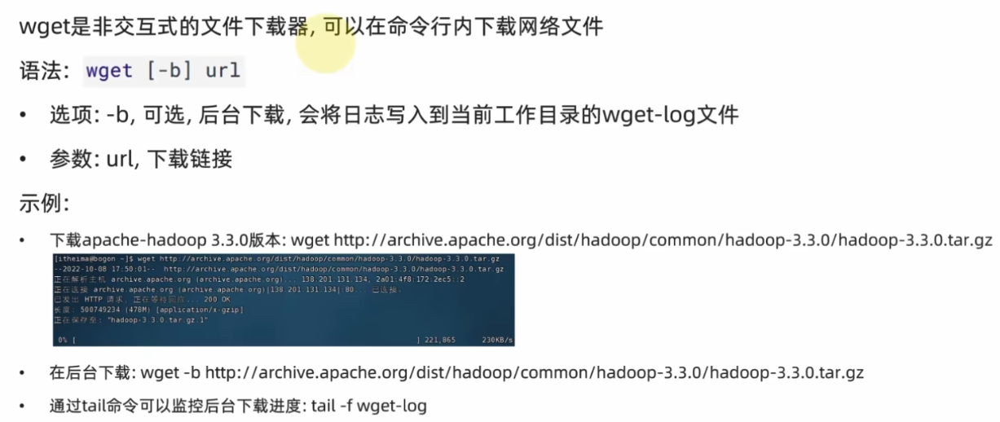 wget是非交互式的文件下载器, 可以在命令行内下载网络文件
语法: wget [-b] url
• 选项: -b, 可选, 后台下载, 会将日志写入到当前工作目录的wget-log文件
• 参数: url, 下载链接
示例:
• 下载apache-hadoop 3.3.0版本: wget http://archive.apache.org/dist/hadoop/common/hadoop-3.3.0/hadoop-3.3.0.tar.gz
[itheima@bogon ~]$ wget http://archive.apache.org/dist/hadoop/common/hadoop-3.3.0/hadoop-3.3.0.tar.gz
--2022-10-08 17:50:01-- http://archive.apache.org/dist/hadoop/common/hadoop-3.3.0/hadoop-3.3.0.tar.gz
正在解析主机 archive.apache.org (archive.apache.org)... 138.201.131.134, 2a01:4f8:172:2ec5::2
正在连接 archive.apache.org (archive.apache.org)|138.201.131.134|:80... 已连接。
已发出 HTTP 请求，正在等待回应... 200 OK
长度：500749234 (478M) [application/x-gzip]
正在保存至: "hadoop-3.3.0.tar.gz.1"
0% [ ] 221,865 230KB/s
• 在后台下载: wget -b http://archive.apache.org/dist/hadoop/common/hadoop-3.3.0/hadoop-3.3.0.tar.gz
• 通过tail命令可以监控后台下载进度: tail -f wget-log